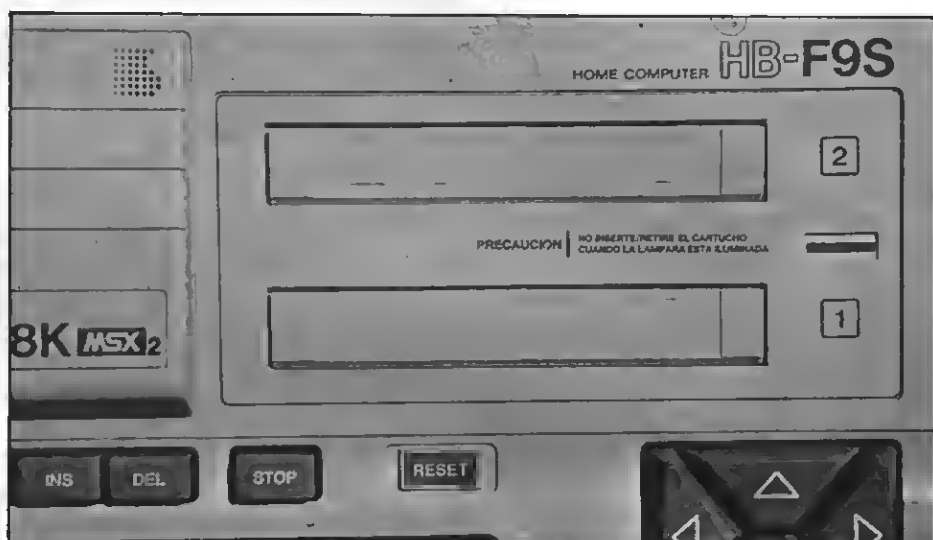 HOME COMPUTER HB-F9S
2
PRECAUCION
NO INSERTE/RETIRE EL CARTUCHO
CUANDO LA LAMPARA ESTA ILUMINADA
1
8K MSX2
INS DEL STOP RESET